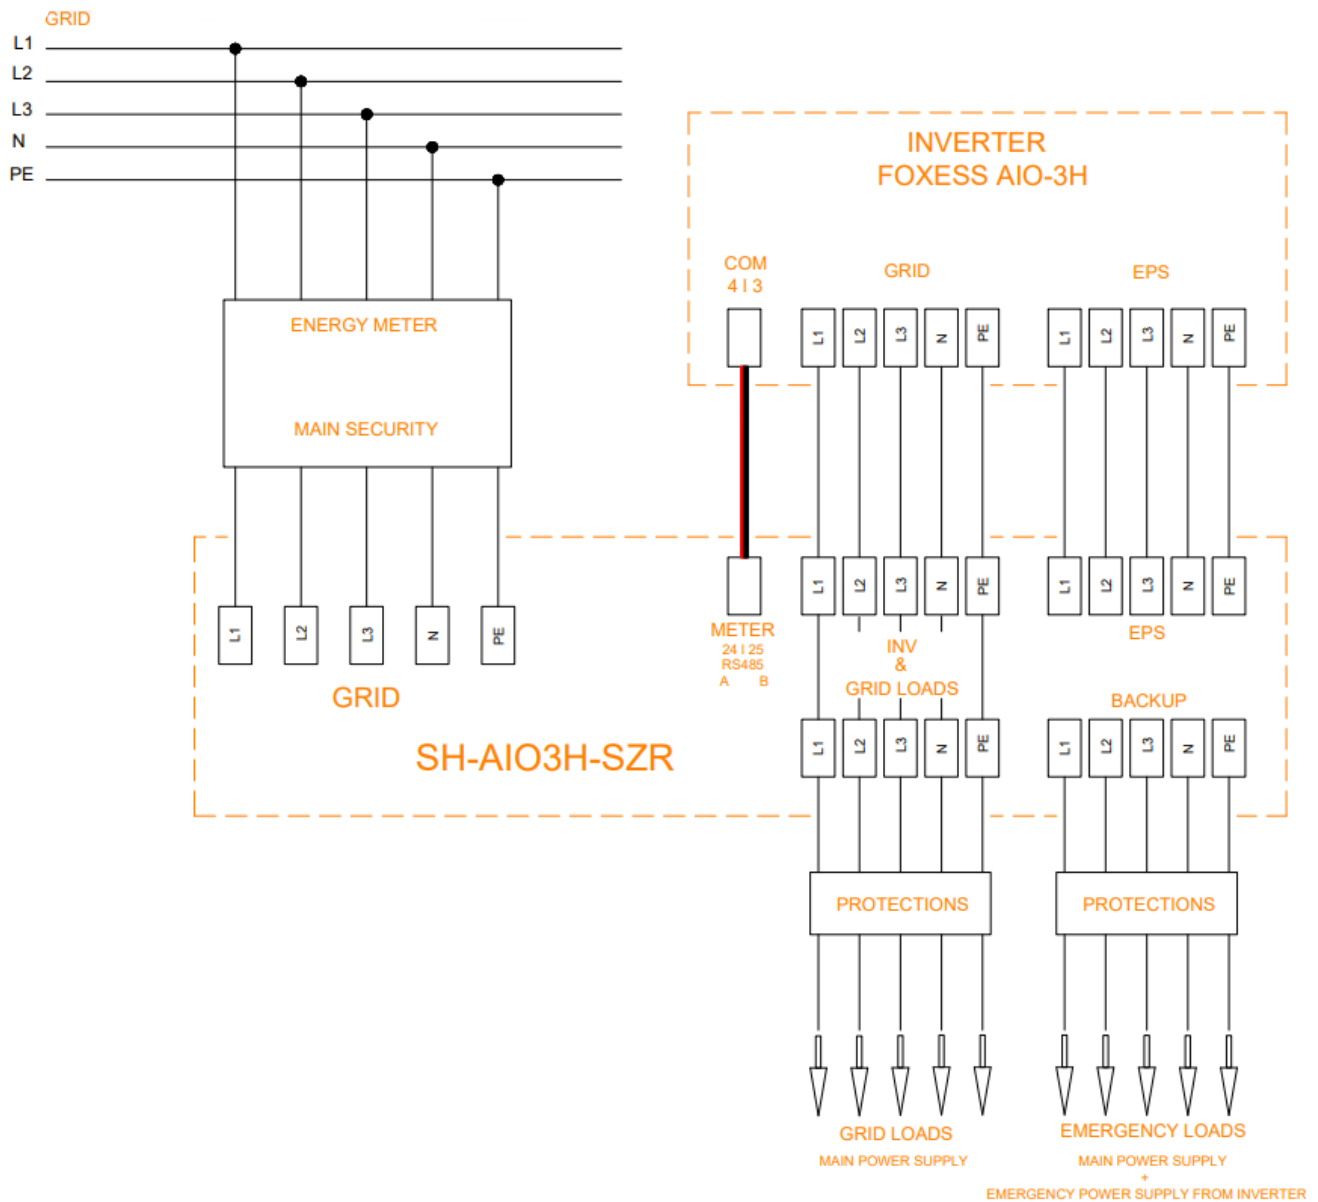 GRID
L1
L2
L3
N
PE
INVERTER
FOXESS AIO-3H
COM
4 I 3
GRID
EPS
L1 L2 L3 N PE
L1 L2 L3 N PE
ENERGY METER
MAIN SECURITY
L1 L2 L3 N PE
GRID
SH-AIO3H-SZR
METER
24 I 25
RS485
A B
L1 L2 L3 N PE
INV
&
GRID LOADS
L1 L2 L3 N PE
EPS
BACKUP
L1 L2 L3 N PE
L1 L2 L3 N PE
PROTECTIONS
PROTECTIONS
GRID LOADS
MAIN POWER SUPPLY
EMERGENCY LOADS
MAIN POWER SUPPLY
+
EMERGENCY POWER SUPPLY FROM INVERTER